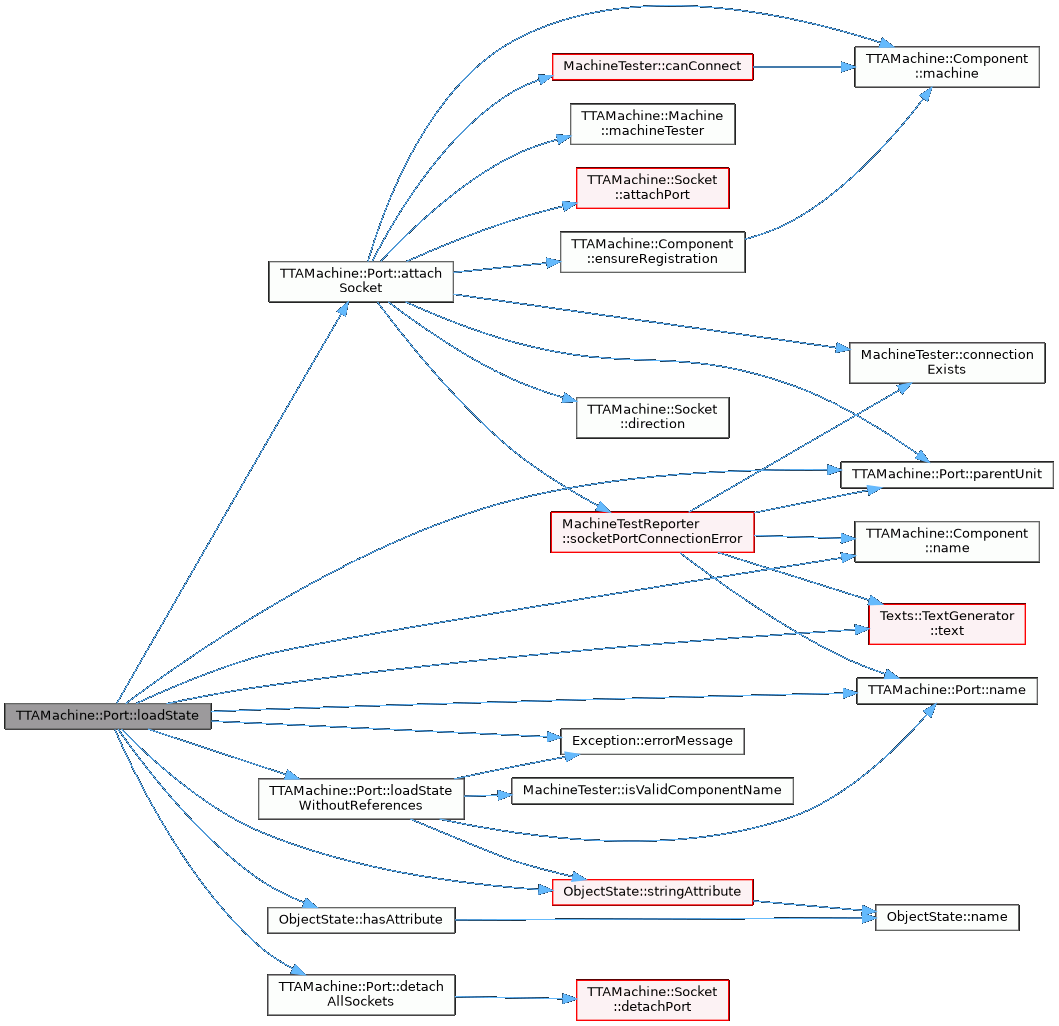 TTAMachine::Component
::machine
MachineTester::canConnect
TTAMachine::Machine
::machineTester
TTAMachine::Socket
::attachPort
TTAMachine::Component
::ensureRegistration
TTAMachine::Port::attach
Socket
MachineTester::connection
Exists
TTAMachine::Socket
::direction
TTAMachine::Port::parentUnit
MachineTestReporter
::socketPortConnectionError
TTAMachine::Component
::name
Texts::TextGenerator
::text
TTAMachine::Port::name
TTAMachine::Port::loadState
Exception::errorMessage
TTAMachine::Port::loadState
WithoutReferences
MachineTester::isValidComponentName
ObjectState::stringAttribute
ObjectState::hasAttribute
ObjectState::name
TTAMachine::Port::detach
AllSockets
TTAMachine::Socket
::detachPort